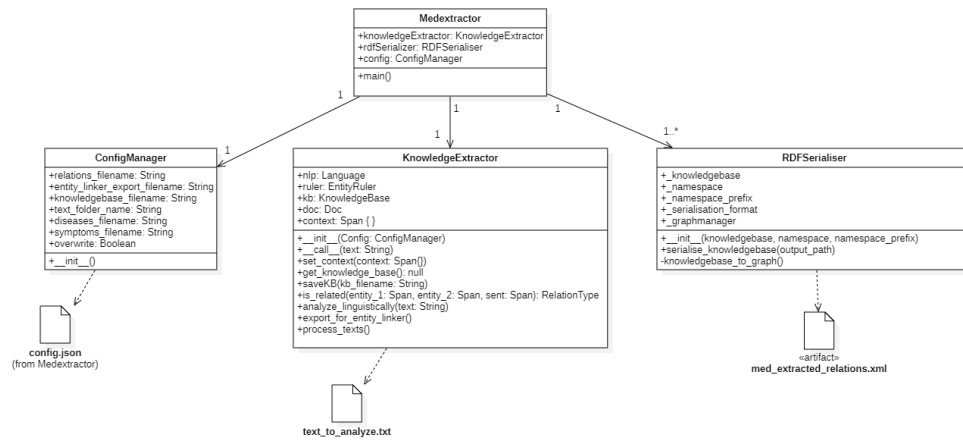 Medextractor
+knowledgeExtractor: KnowledgeExtractor
+rdfSerializer: RDFSerialiser
+config: ConfigManager
+main()
1
1
1
1
1
1..*
ConfigManager
+relations_filename: String
+entity_linker_export_filename: String
+knowledgebase_filename: String
+text_folder_name: String
+diseases_filename: String
+symptoms_filename: String
+overwrite: Boolean
+__init__()
KnowledgeExtractor
+nlp: Language
+ruler: EntityRuler
+kb: KnowledgeBase
+doc: Doc
+context: Span { }
+__init__(Config: ConfigManager)
+__call__(text: String)
+set_context(context: Span{})
+get_knowledge_base(): null
+saveKB(kb_filename: String)
+is_related(entity_1: Span, entity_2: Span, sent: Span): RelationType
+analyze_linguistically(text: String)
+export_for_entity_linker()
+process_texts()
RDFSerialiser
+_knowledgebase
+_namespace
+_namespace_prefix
+_serialisation_format
+_graphmanager
+__init__(knowledgebase, namespace, namespace_prefix)
+serialise_knowledgebase(output_path)
-knowledgebase_to_graph()
config.json
(from Medextractor)
text_to_analyze.txt
«artifact»
med_extracted_relations.xml